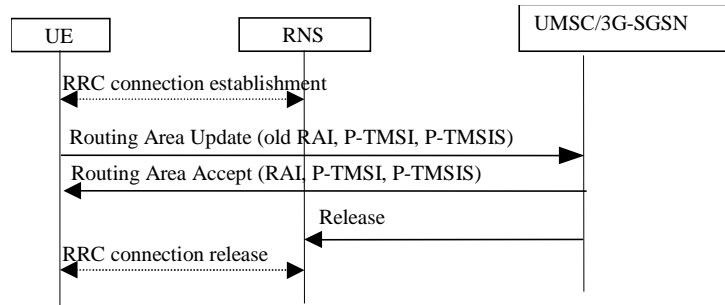 UE
RNS
UMSC/3G-SGSN
RRC connection establishment
Routing Area Update (old RAI, P-TMSI, P-TMSIS)
Routing Area Accept (RAI, P-TMSI, P-TMSIS)
Release
RRC connection release